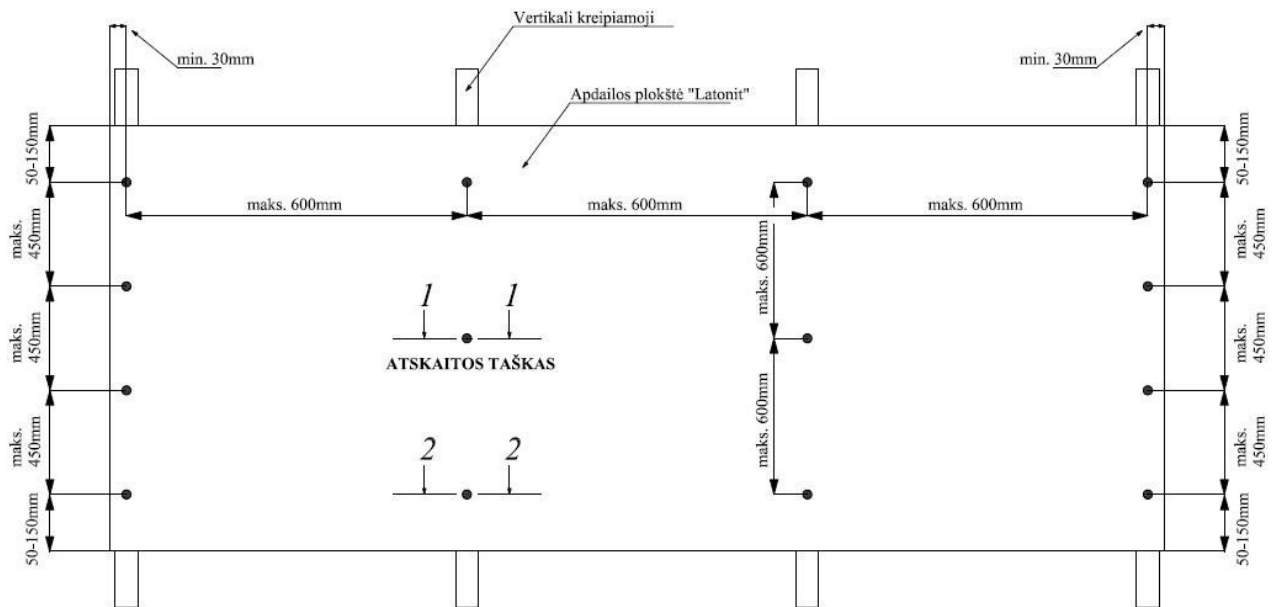 Vertikali kreipiamoji
min. 30mm
min. 30mm
Apdailos plokštė "Latonit"
50-150mm
50-150mm
maks. 600mm
maks. 600mm
maks. 600mm
maks.
450mm
maks. 600mm
maks.
450mm
1
1
maks.
450mm
ATSKAITOS TAŠKAS
maks.
450mm
maks. 600mm
maks.
450mm
2
2
maks.
450mm
50-150mm
50-150mm